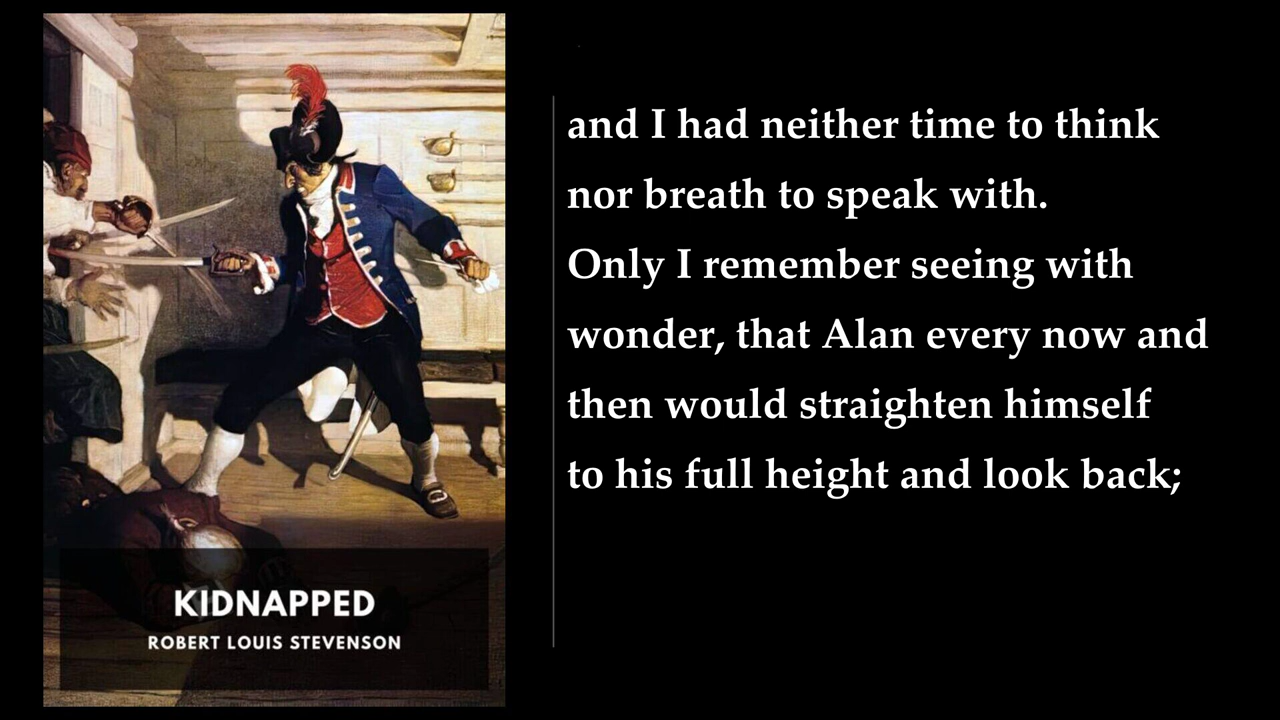 KIDNAPPED
ROBERT LOUIS STEVENSON
and I had neither time to think
nor breath to speak with.
Only I remember seeing with
wonder, that Alan every now and
then would straighten himself
to his full height and look back;